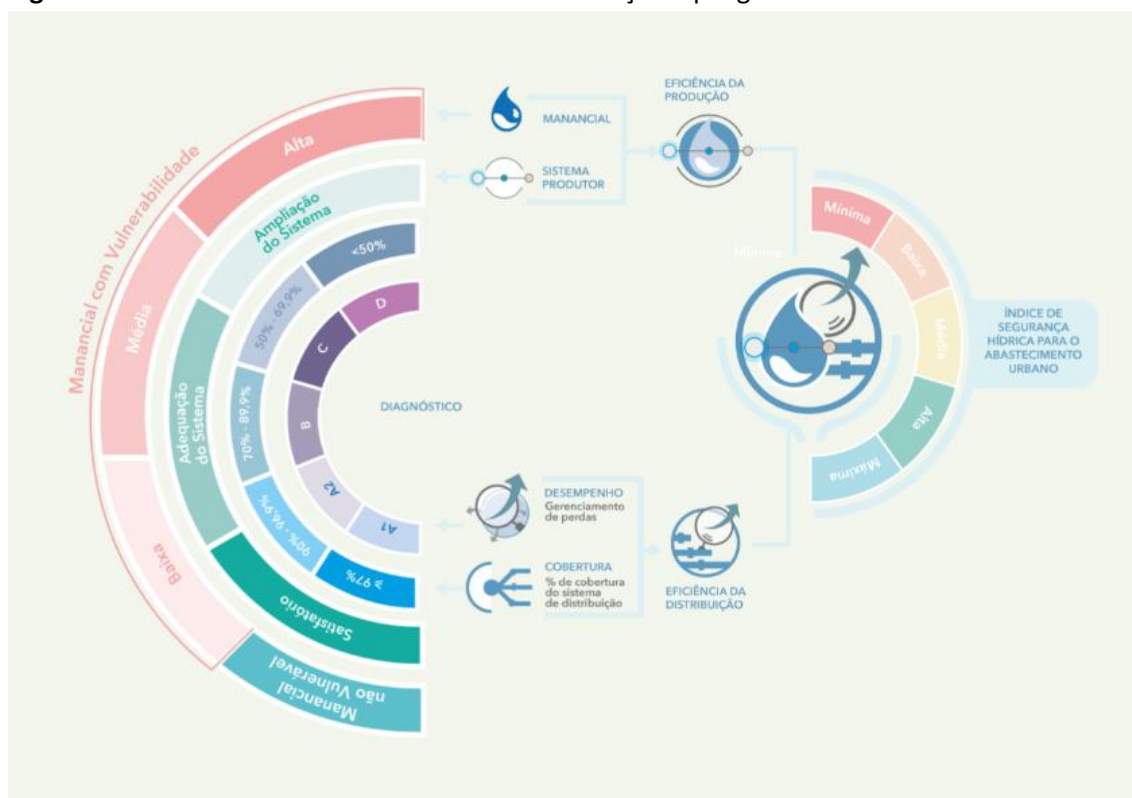 Manancial com Vulnerabilidade
Alta
Média
Baixa
Manancial
não Vulnerável
Ampliação
do Sistema
Adequação
do Sistema
Satisfatório
<50%
50% - 69,9%
70% - 89,9%
90% - 96,9%
≥ 97%
D
C
B
A2
A1
DIAGNÓSTICO
MANANCIAL
SISTEMA
PRODUTOR
EFICIÊNCIA DA
PRODUÇÃO
DESEMPENHO
Gerenciamento
de perdas
COBERTURA
% de cobertura
do sistema
de distribuição
EFICIÊNCIA DA
DISTRIBUIÇÃO
Mínima
Mínima
Baixa
Média
Alta
Máxima
ÍNDICE DE
SEGURANÇA
HÍDRICA PARA O
ABASTECIMENTO
URBANO